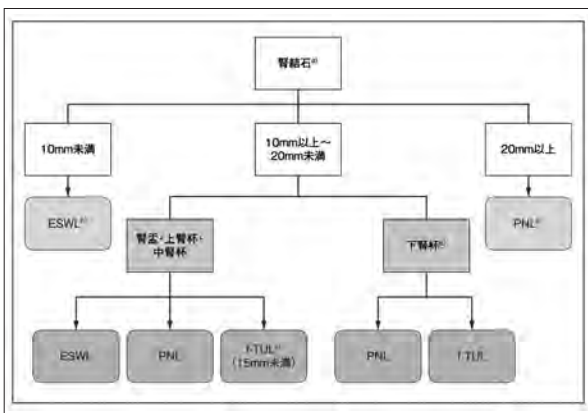 腎結石
10mm未満
10mm以上～
20mm未満
20mm以上
ESWL
PNL
腎盂・上腎杯・
中腎杯
下腎杯
ESWL
PNL
f-TUL
(15mm未満)
PNL
f-TUL